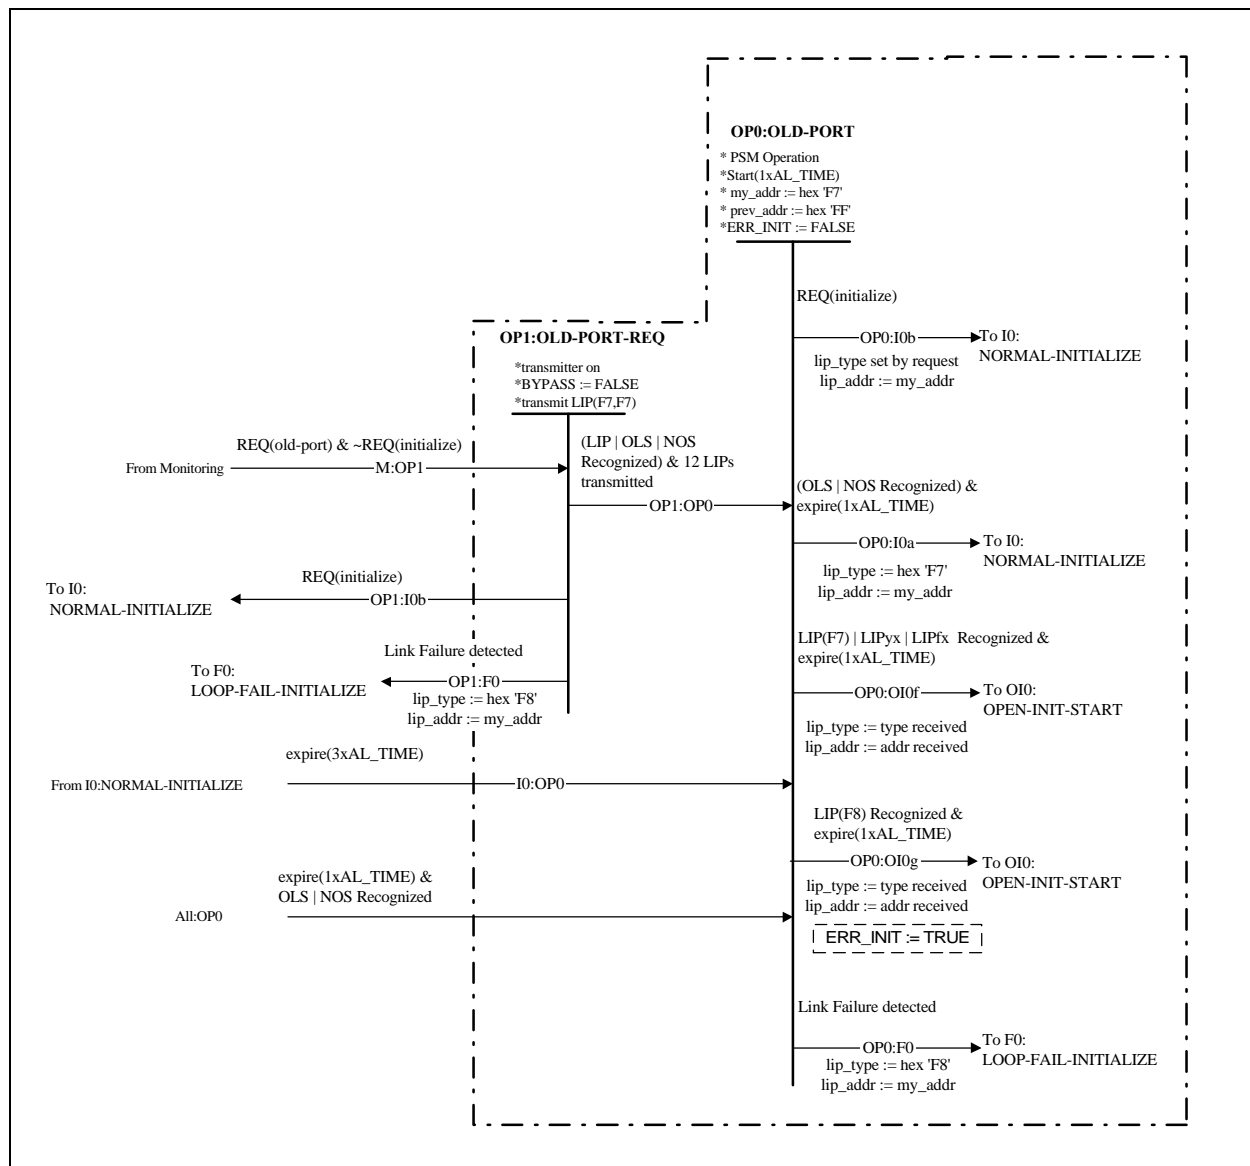 OP0:OLD-PORT
* PSM Operation
*Start(1xAL_TIME)
* my_addr := hex 'F7'
* prev_addr := hex 'FF'
*ERR_INIT := FALSE
REQ(initialize)
OP0:I0b
To I0:
NORMAL-INITIALIZE
lip_type set by request
lip_addr := my_addr
OP1:OLD-PORT-REQ
*transmitter on
*BYPASS := FALSE
*transmit LIP(F7,F7)
REQ(old-port) & ~REQ(initialize)
From Monitoring
M:OP1
(LIP | OLS | NOS
Recognized) & 12 LIPs
transmitted
OP1:OP0
(OLS | NOS Recognized) &
expire(1xAL_TIME)
OP0:I0a
To I0:
NORMAL-INITIALIZE
lip_type := hex 'F7'
lip_addr := my_addr
REQ(initialize)
To I0:
NORMAL-INITIALIZE
OP1:I0b
LIP(F7) | LIPyx | LIPfx Recognized &
expire(1xAL_TIME)
Link Failure detected
To F0:
LOOP-FAIL-INITIALIZE
OP1:F0
lip_type := hex 'F8'
lip_addr := my_addr
OP0:OI0f
To OI0:
OPEN-INIT-START
lip_type := type received
lip_addr := addr received
expire(3xAL_TIME)
From I0:NORMAL-INITIALIZE
I0:OP0
LIP(F8) Recognized &
expire(1xAL_TIME)
OP0:OI0g
To OI0:
OPEN-INIT-START
lip_type := type received
lip_addr := addr received
ERR_INIT := TRUE
expire(1xAL_TIME) &
OLS | NOS Recognized
All:OP0
Link Failure detected
OP0:F0
To F0:
LOOP-FAIL-INITIALIZE
lip_type := hex 'F8'
lip_addr := my_addr